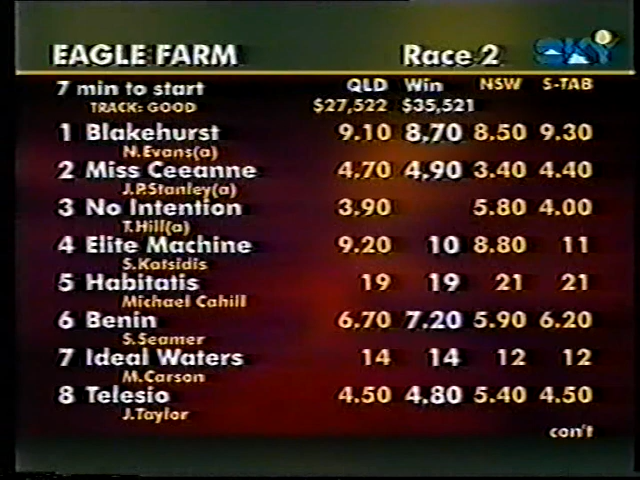 EAGLE FARM Race 2 SKY
7 min to start QLD Win NSW S-TAB
TRACK: GOOD $27,522 $35,521
1 Blakehurst 9.10 8.70 8.50 9.30
N.Evans(a)
2 Miss Ceeanne 4.70 4.90 3.40 4.40
J.P.Stanley(a)
3 No Intention 3.90 5.80 4.00
T.Hill(a)
4 Elite Machine 9.20 10 8.80 11
S.Katsidis
5 Habitatis 19 19 21 21
Michael Cahill
6 Benin 6.70 7.20 5.90 6.20
S.Seamer
7 Ideal Waters 14 14 12 12
M.Carson
8 Telesio 4.50 4.80 5.40 4.50
J.Taylor
con't